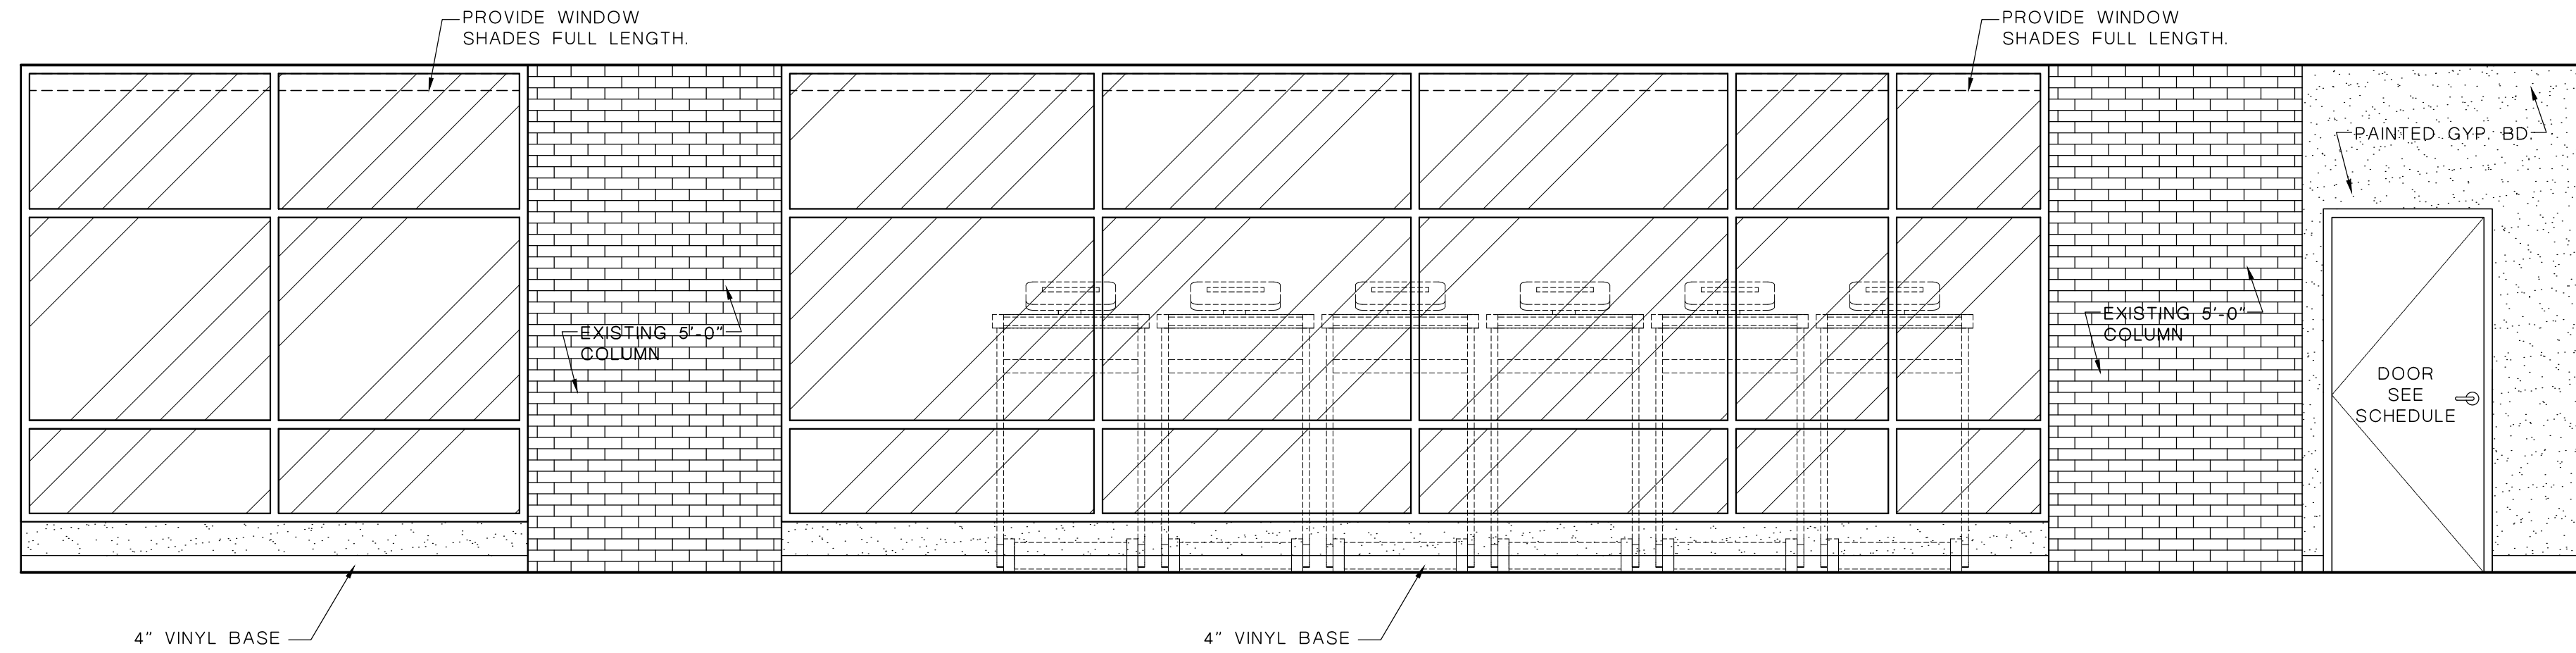 PROVIDE WINDOW
SHADES FULL LENGTH.
PROVIDE WINDOW
SHADES FULL LENGTH.
PAINTED GYP. BD.
EXISTING 5'-0"
COLUMN
EXISTING 5'-0"
COLUMN
DOOR
SEE
SCHEDULE
4" VINYL BASE
4" VINYL BASE